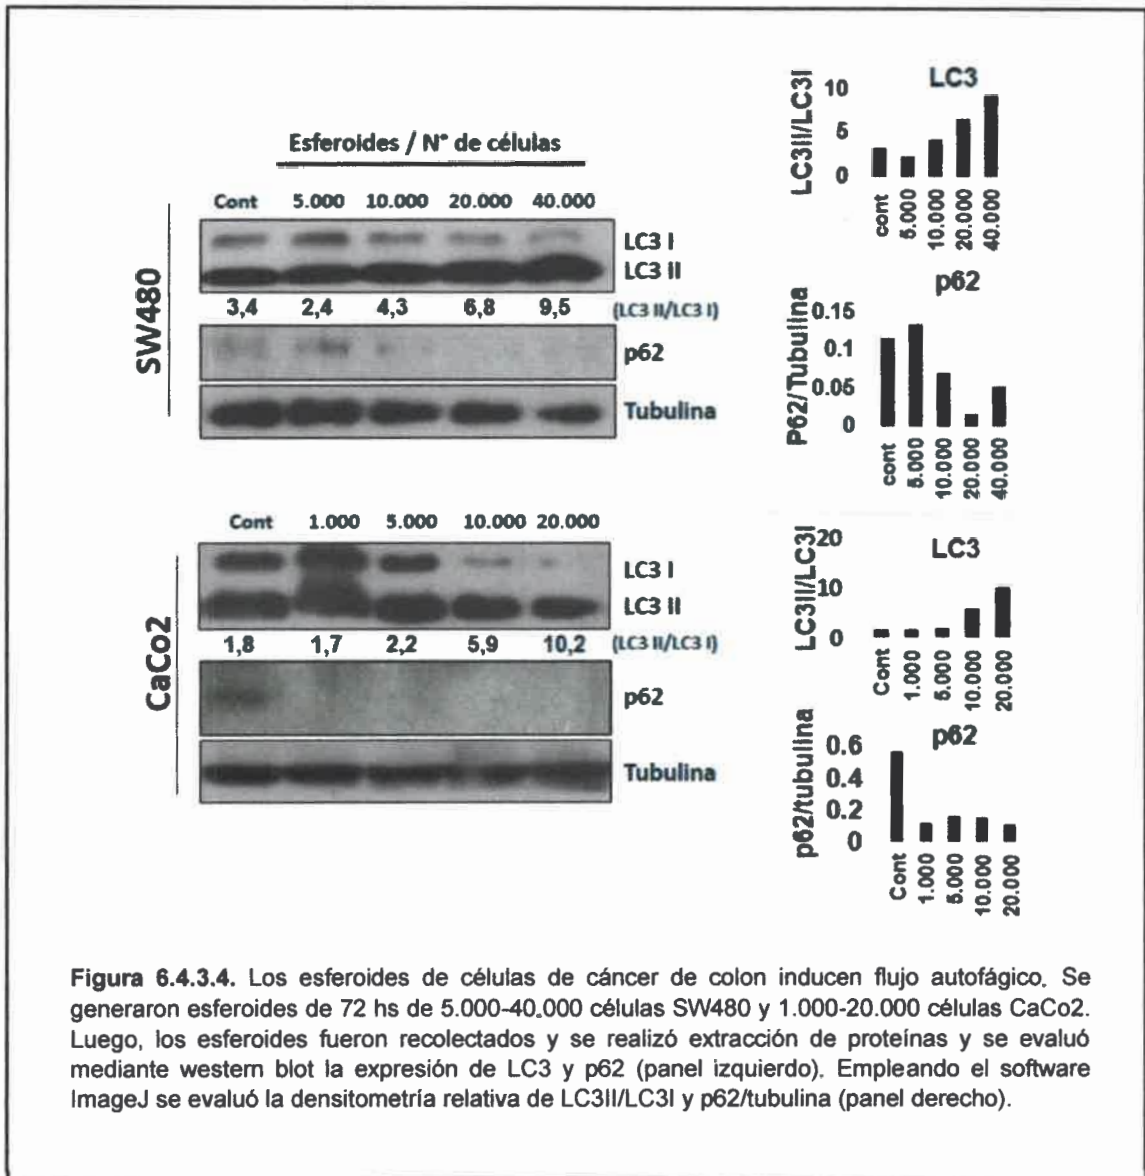 Esferoides / N° de células
SW480
Cont 5.000 10.000 20.000 40.000
LC3 I
LC3 II
3,4 2,4 4,3 6,8 9,5 (LC3 II/LC3 I)
p62
Tubulina
LC3
LC3II/LC3I
10
5
0
cont 5.000 10.000 20.000 40.000
p62
P62/Tubulina
0.15
0.1
0.05
0
cont 5.000 10.000 20.000 40.000
CaCo2
Cont 1.000 5.000 10.000 20.000
LC3 I
LC3 II
1,8 1,7 2,2 5,9 10,2 (LC3 II/LC3 I)
p62
Tubulina
LC3
LC3II/LC3I
20
10
0
Cont 1.000 5.000 10.000 20.000
p62
p62/tubulina
0.6
0.4
0.2
0
Cont 1.000 5.000 10.000 20.000
Figura 6.4.3.4. Los esferoides de células de cáncer de colon inducen flujo autofágico. Se
generaron esferoides de 72 hs de 5.000-40.000 células SW480 y 1.000-20.000 células CaCo2.
Luego, los esferoides fueron recolectados y se realizó extracción de proteínas y se evaluó
mediante western blot la expresión de LC3 y p62 (panel izquierdo). Empleando el software
ImageJ se evaluó la densitometría relativa de LC3II/LC3I y p62/tubulina (panel derecho).